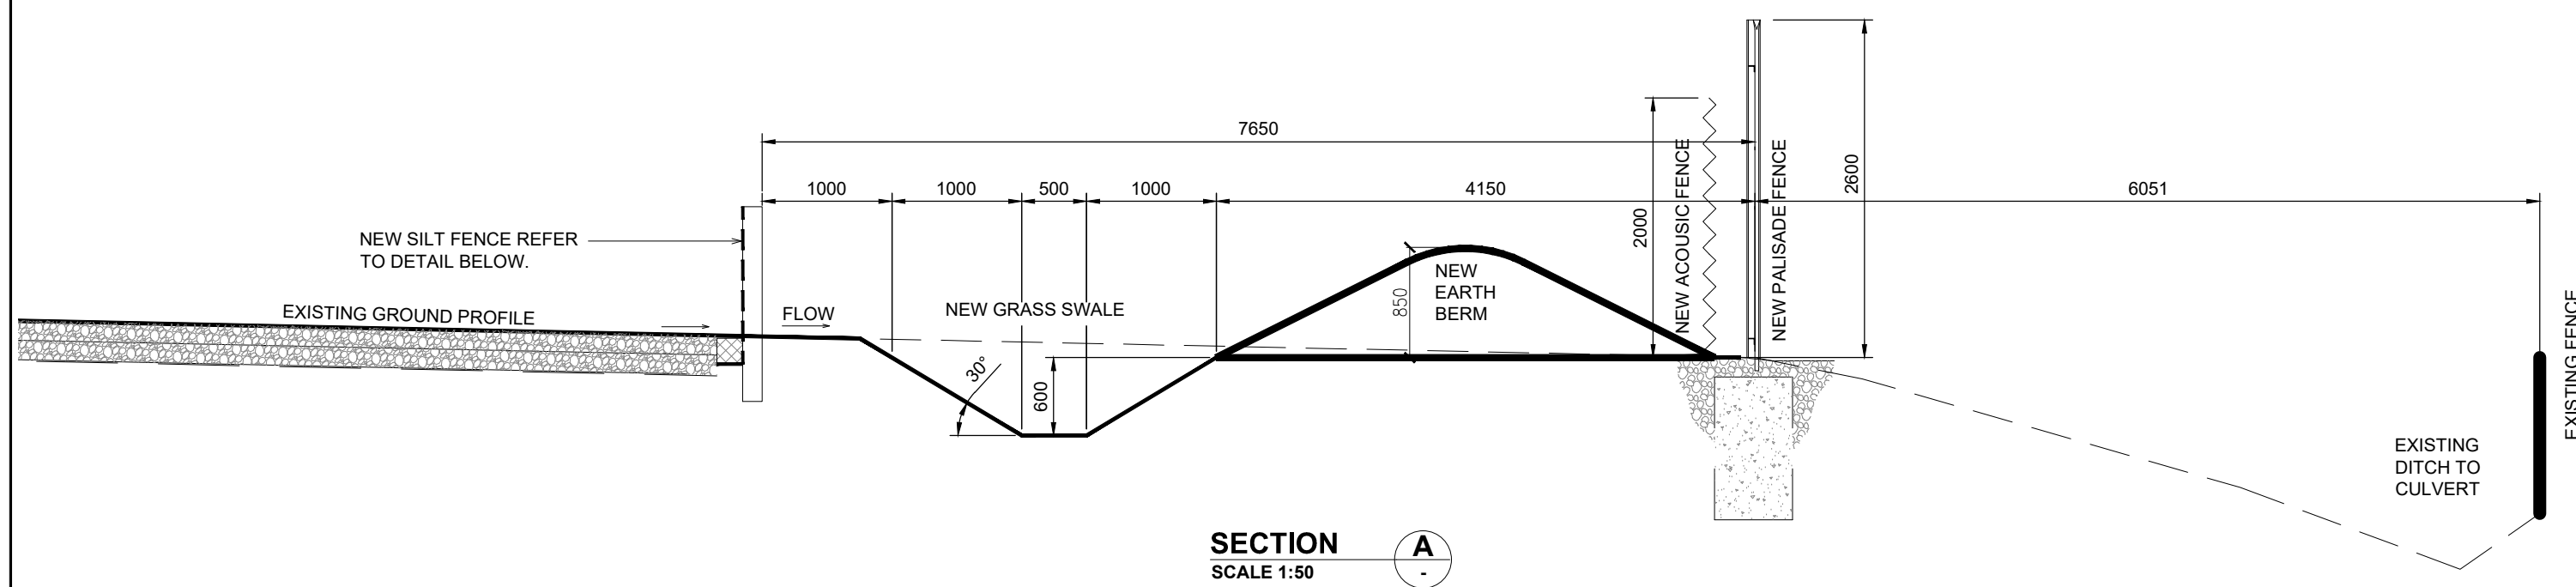 7650
1000
1000
500
1000
4150
6051
NEW SILT FENCE REFER
TO DETAIL BELOW.
EXISTING GROUND PROFILE
FLOW
NEW GRASS SWALE
30°
600
850
NEW
EARTH
BERM
2000
NEW ACOUSIC FENCE
NEW PALISADE FENCE
2600
EXISTING
DITCH TO
CULVERT
EXISTING FENCE
SECTION
SCALE 1:50
A
-